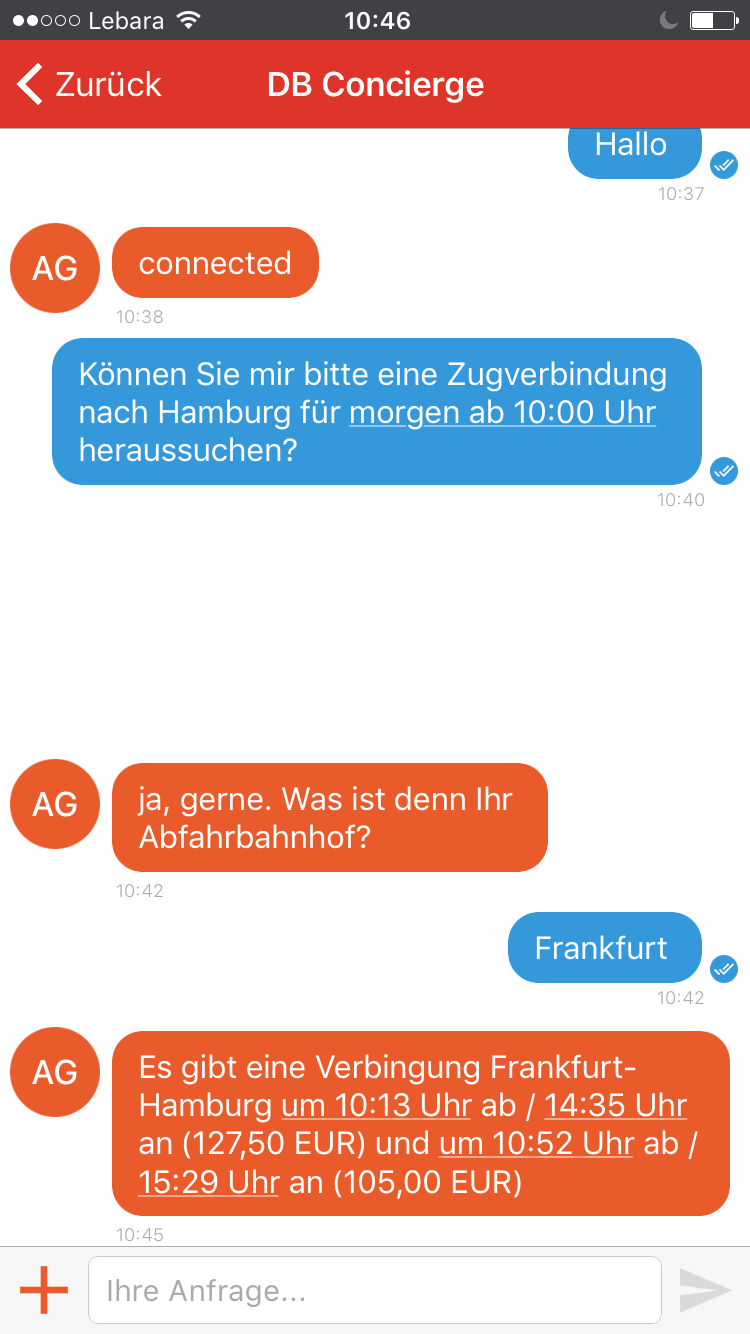 Lebara 10:46
Zurück DB Concierge
Hallo
10:37
AG connected
10:38
Können Sie mir bitte eine Zugverbindung
nach Hamburg für morgen ab 10:00 Uhr
heraussuchen?
10:40
AG ja, gerne. Was ist denn Ihr
Abfahrbahnhof?
10:42
Frankfurt
10:42
AG Es gibt eine Verbingung Frankfurt-
Hamburg um 10:13 Uhr ab / 14:35 Uhr
an (127,50 EUR) und um 10:52 Uhr ab /
15:29 Uhr an (105,00 EUR)
10:45
Ihre Anfrage...